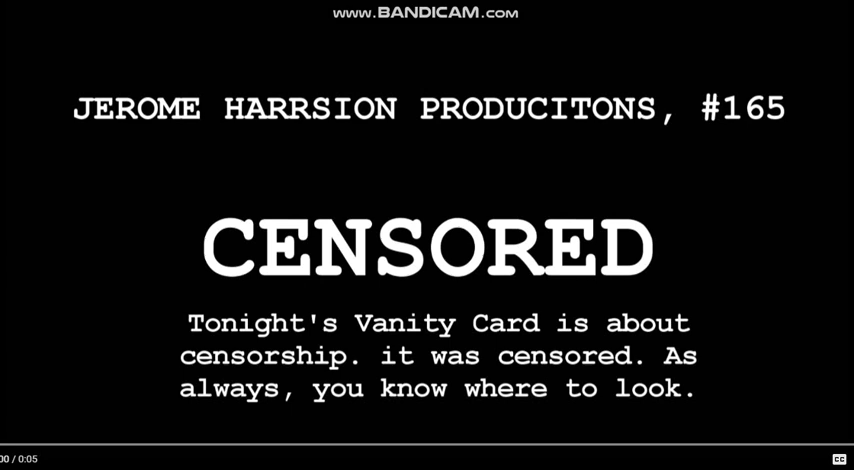 www.BANDICAM.com
JEROME HARRSION PRODUCITONS, #165
CENSORED
Tonight's Vanity Card is about
censorship. it was censored. As
always, you know where to look.
00 / 0:05
CC